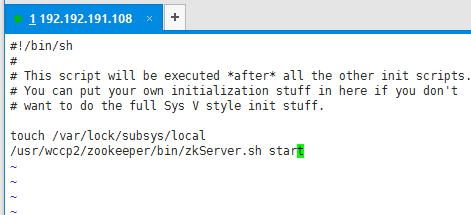 1 192.192.191.108 × +
#!/bin/sh
#
# This script will be executed *after* all the other init scripts.
# You can put your own initialization stuff in here if you don't
# want to do the full Sys V style init stuff.
touch /var/lock/subsys/local
/usr/wccp2/zookeeper/bin/zkServer.sh start
~
~
~
~